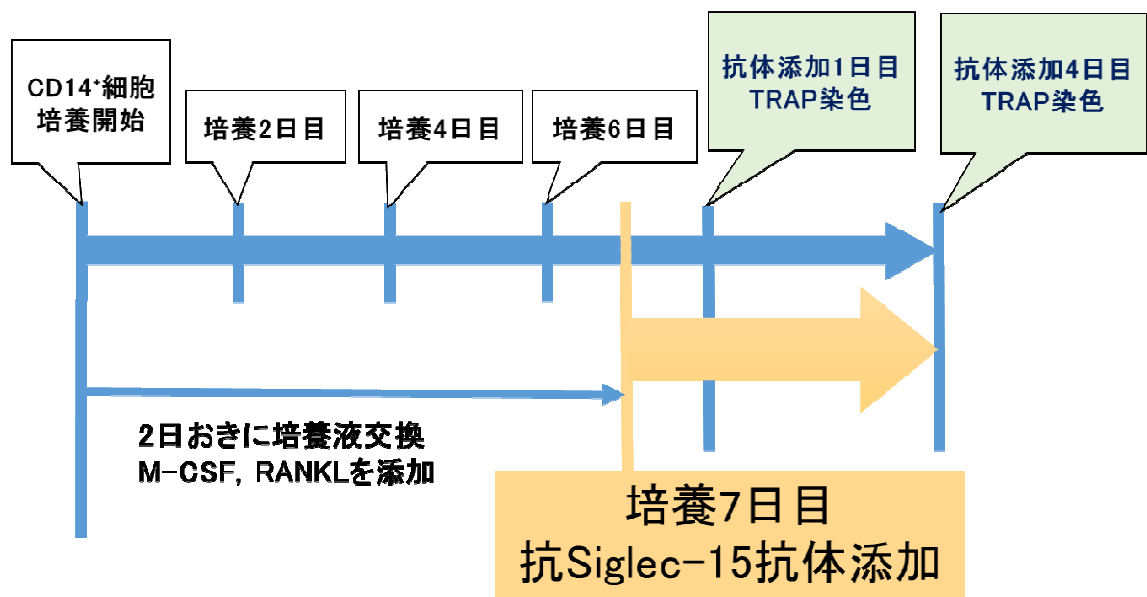 CD14⁺細胞
培養開始
培養2日目
培養4日目
培養6日目
抗体添加1日目
TRAP染色
抗体添加4日目
TRAP染色
2日おきに培養液交換
M-CSF, RANKLを添加
培養7日目
抗Siglec-15抗体添加